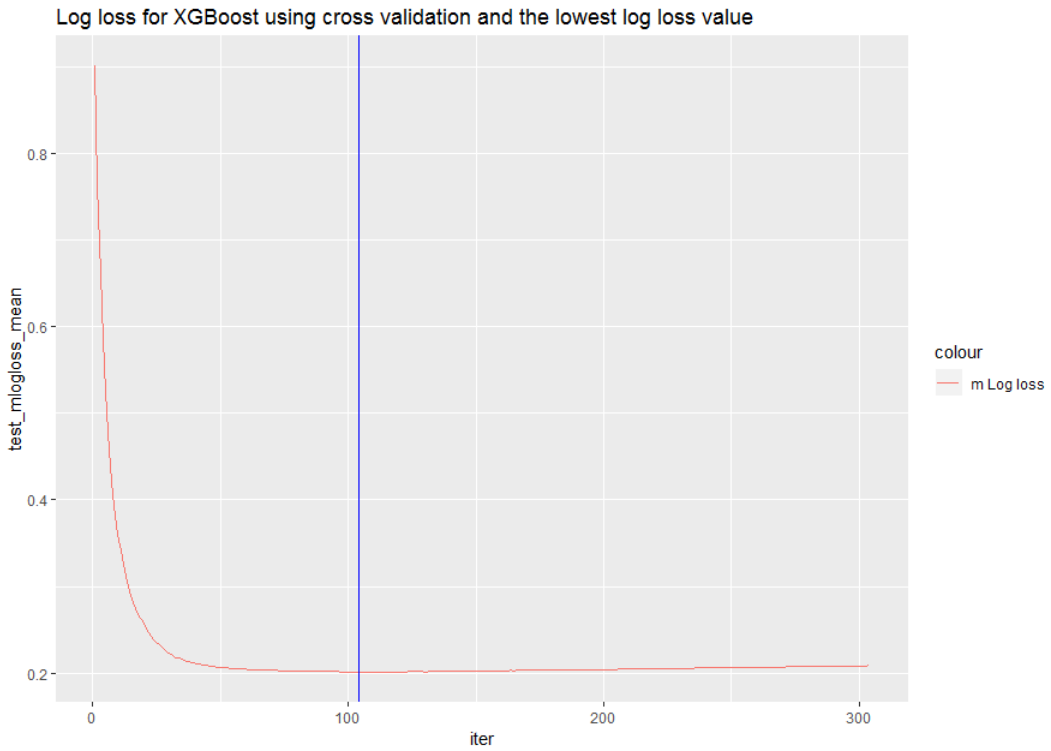 Log loss for XGBoost using cross validation and the lowest log loss value
test_mlogloss_mean
0.8
0.6
0.4
0.2
0
100
200
300
iter
colour
m Log loss